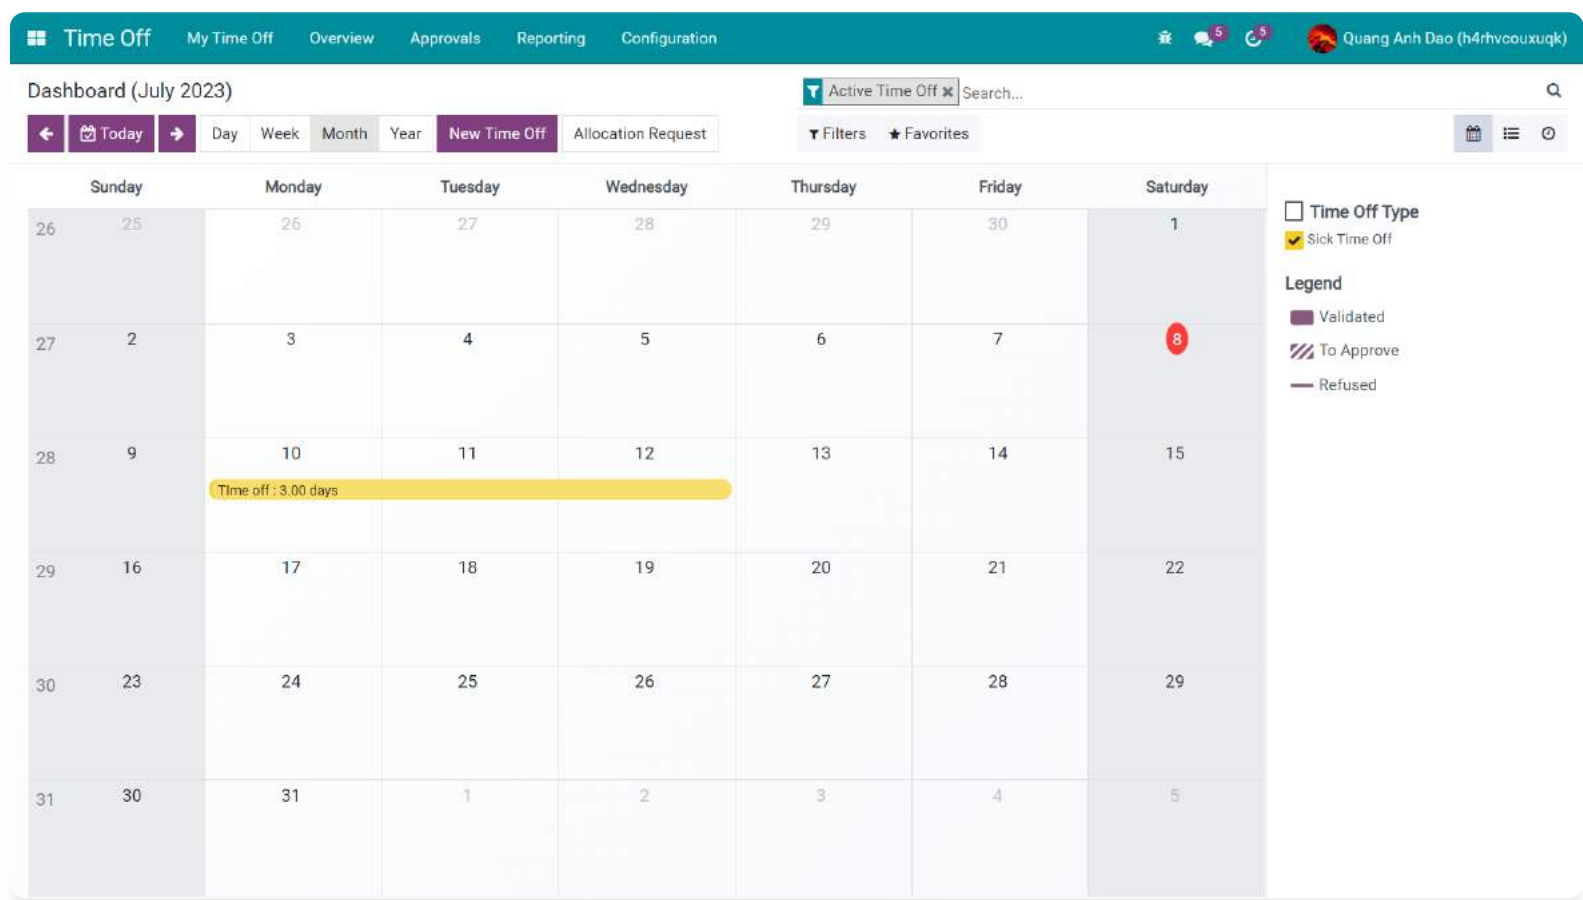 Time Off My Time Off Overview Approvals Reporting Configuration 5 5 Quang Anh Dao (h4rhvcouxuqk)
Dashboard (July 2023) Active Time Off Search...
Today Day Week Month Year New Time Off Allocation Request Filters Favorites
Sunday Monday Tuesday Wednesday Thursday Friday Saturday
26 25 26 27 28 29 30 1
Time Off Type
Sick Time Off
Legend
Validated
To Approve
Refused
27 2 3 4 5 6 7 8
28 9 10 11 12 13 14 15
TIme off : 3.00 days
29 16 17 18 19 20 21 22
30 23 24 25 26 27 28 29
31 30 31 1 2 3 4 5